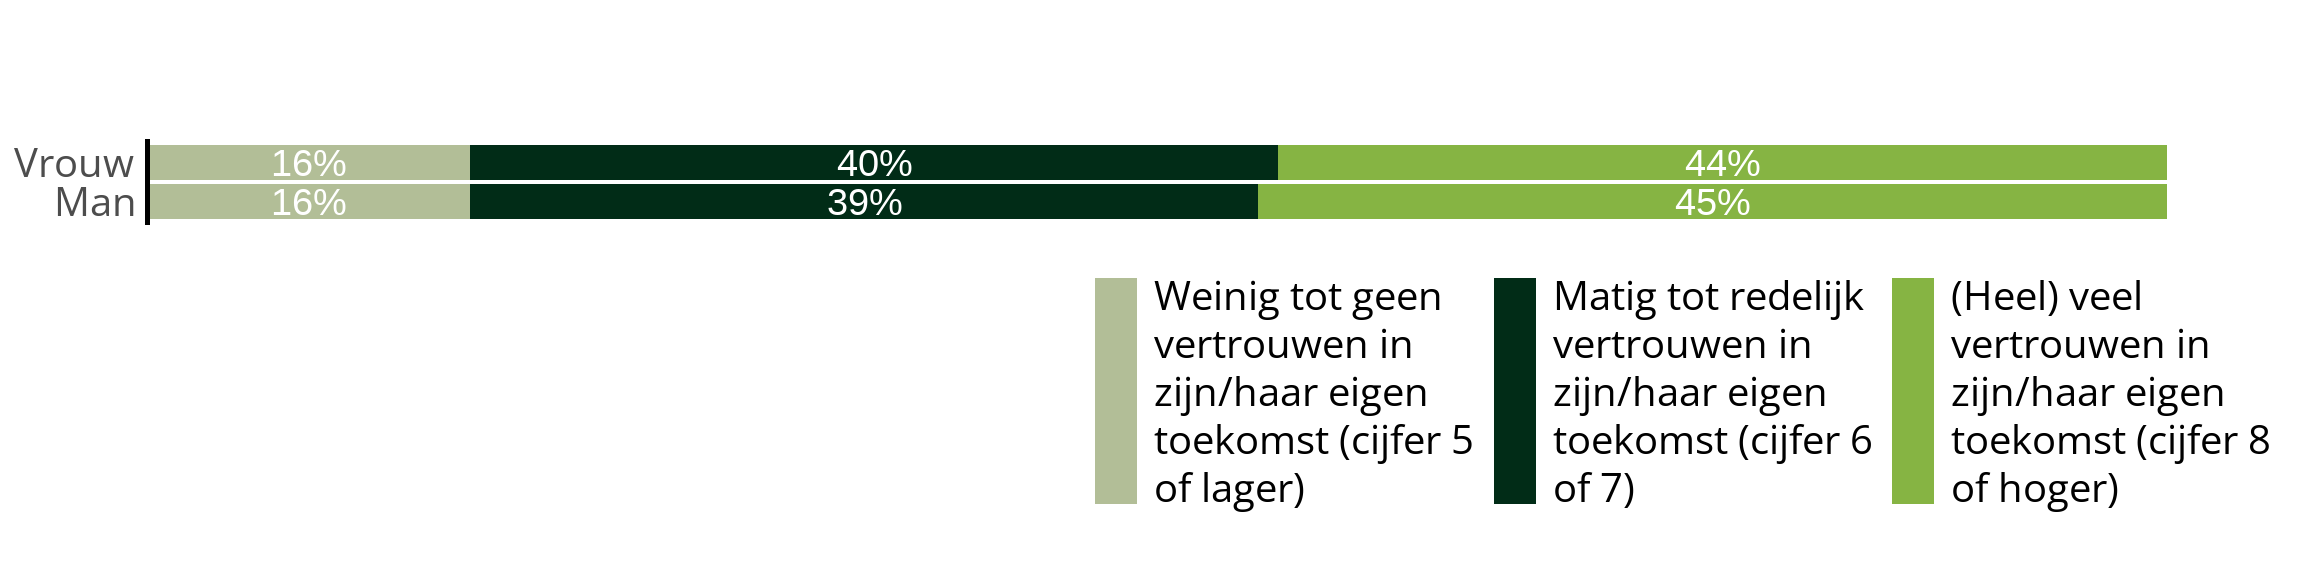 Vrouw 16% 40% 44%
Man 16% 39% 45%
Weinig tot geen
vertrouwen in
zijn/haar eigen
toekomst (cijfer 5
of lager)
Matig tot redelijk
vertrouwen in
zijn/haar eigen
toekomst (cijfer 6
of 7)
(Heel) veel
vertrouwen in
zijn/haar eigen
toekomst (cijfer 8
of hoger)